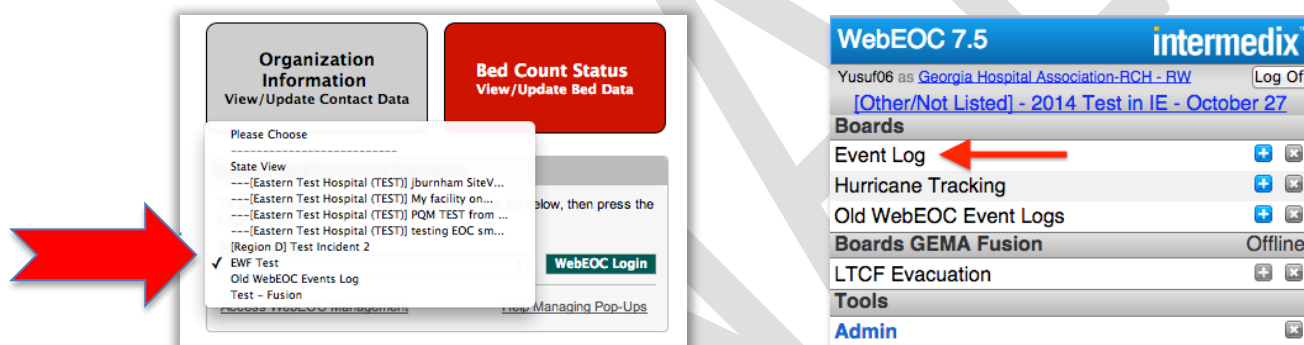 Organization
Information
View/Update Contact Data
Bed Count Status
View/Update Bed Data
Please Choose
---------------------------
State View
---[Eastern Test Hospital (TEST)] jburnham SiteV...
---[Eastern Test Hospital (TEST)] My facility on...
---[Eastern Test Hospital (TEST)] PQM TEST from ...
---[Eastern Test Hospital (TEST)] testing EOC sm...
[Region D] Test Incident 2
✓ EWF Test
Old WebEOC Events Log
Test - Fusion
elow, then press the
WebEOC Login
Access WebEOC Management
Help Managing Pop-Ups
WebEOC 7.5
intermedix
Yusuf06 as Georgia Hospital Association-RCH - RW
Log Of
[Other/Not Listed] - 2014 Test in IE - October 27
Boards
Event Log
Hurricane Tracking
Old WebEOC Event Logs
Boards GEMA Fusion
Offline
LTCF Evacuation
Tools
Admin